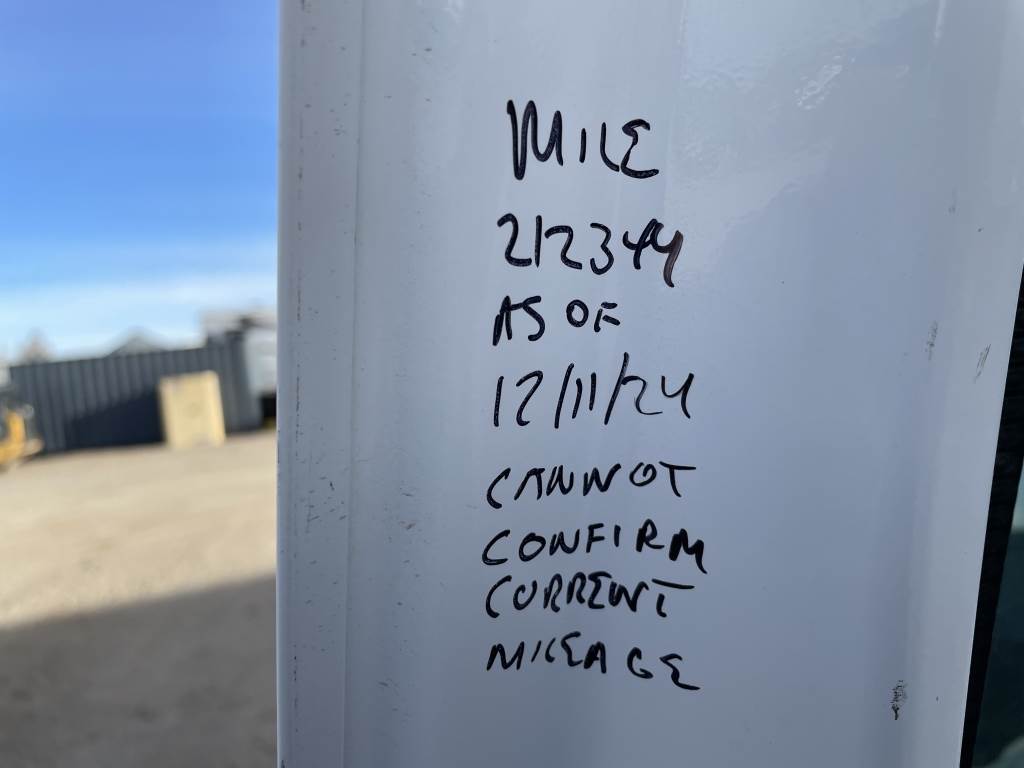 MILE
212344
AS OF
12/11/24
CANNOT
CONFIRM
CURRENT
MILEAGE